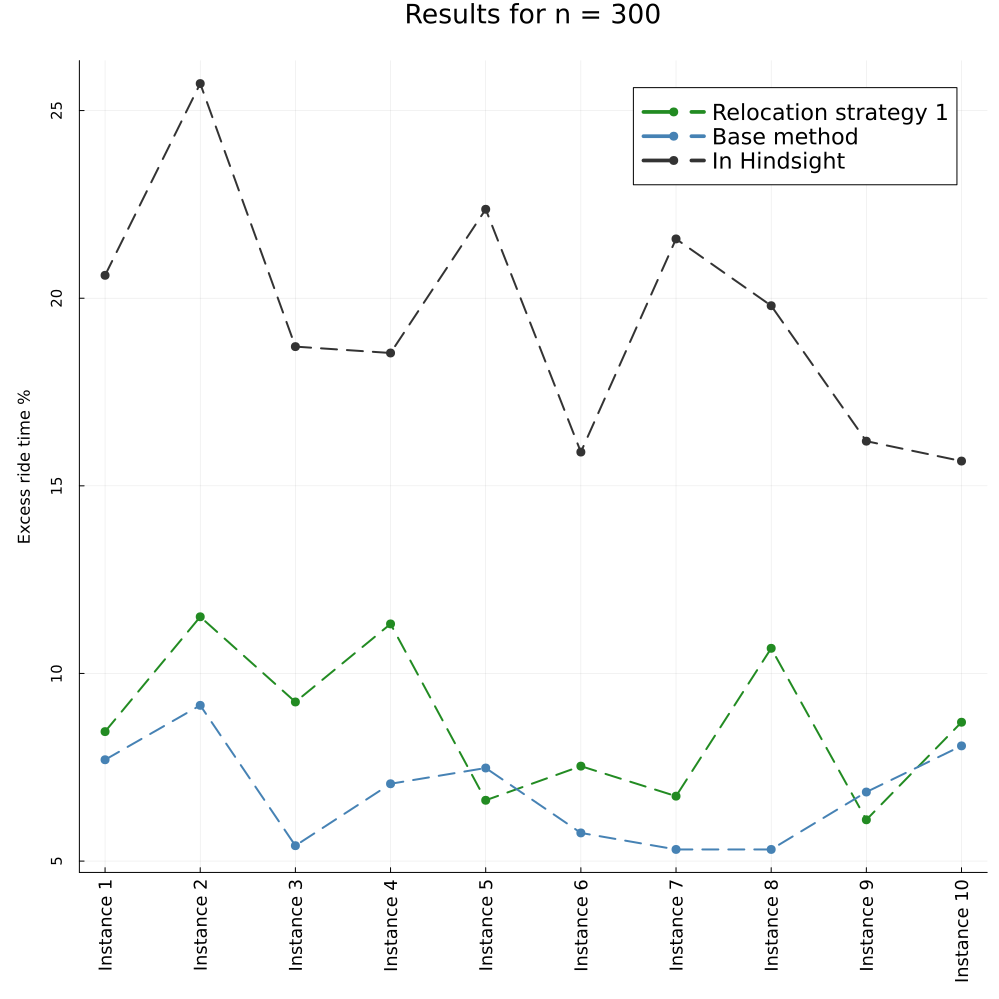 Results for n = 300
Relocation strategy 1
Base method
In Hindsight
Excess ride time %
25
20
15
10
5
Instance 1
Instance 2
Instance 3
Instance 4
Instance 5
Instance 6
Instance 7
Instance 8
Instance 9
Instance 10